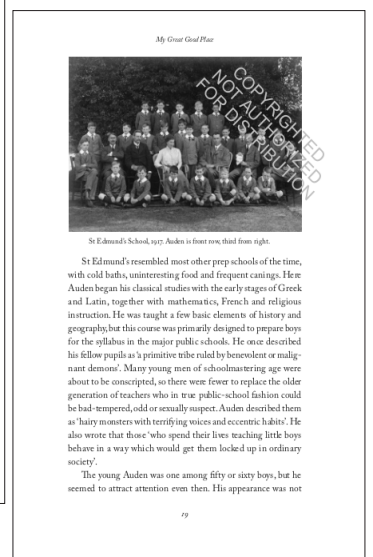 My Great Good Place
COPYRIGHTED
NOT AUTHORIZED
FOR DISTRIBUTION
St Edmund's School, 1917. Auden is front row, third from right.
St Edmund's resembled most other prep schools of the time,
with cold baths, uninteresting food and frequent canings. Here
Auden began his classical studies with the early stages of Greek
and Latin, together with mathematics, French and religious
instruction. He was taught a few basic elements of history and
geography, but this course was primarily designed to prepare boys
for the syllabus in the major public schools. He once described
his fellow pupils as 'a primitive tribe ruled by benevolent or malig-
nant demons'. Many young men of schoolmastering age were
about to be conscripted, so there were fewer to replace the older
generation of teachers who in true public-school fashion could
be bad-tempered, odd or sexually suspect. Auden described them
as 'hairy monsters with terrifying voices and eccentric habits'. He
also wrote that those 'who spend their lives teaching little boys
behave in a way which would get them locked up in ordinary
society'.
The young Auden was one among fifty or sixty boys, but he
seemed to attract attention even then. His appearance was not
19